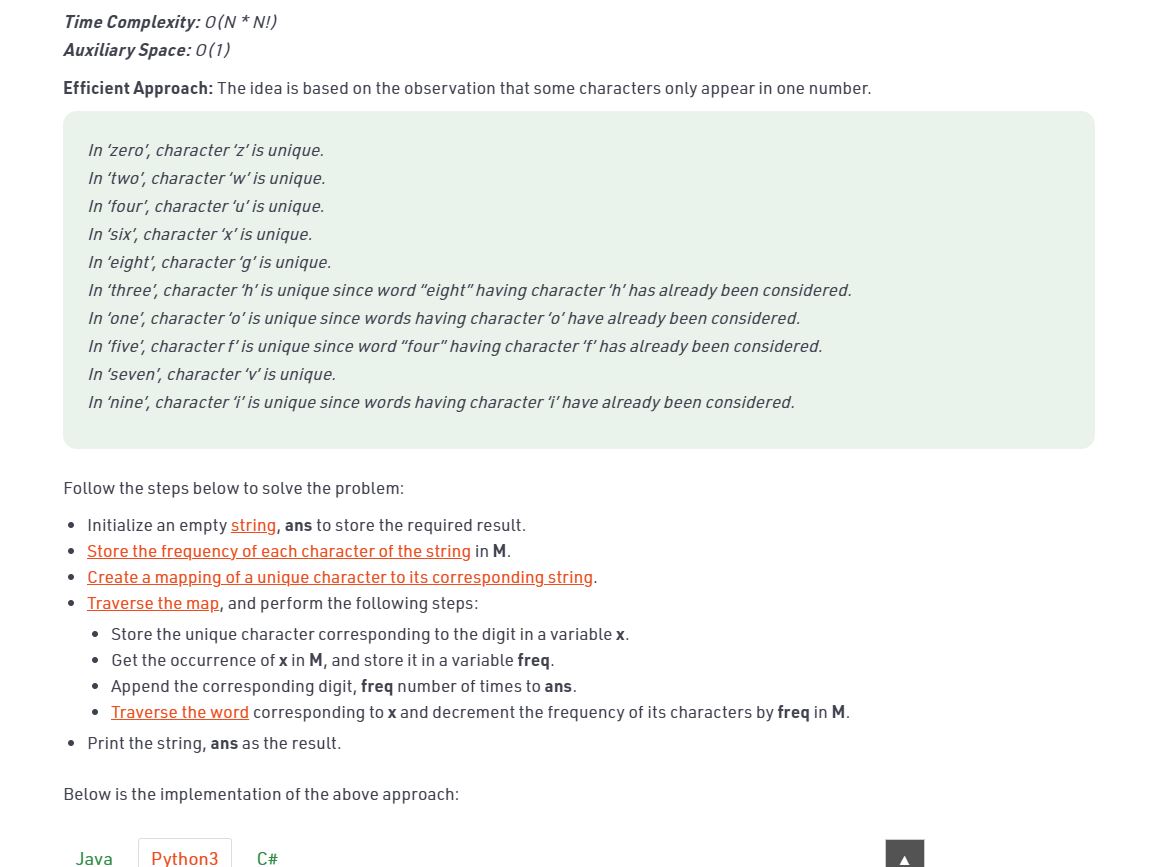 Time Complexity: O(N * N!)
Auxiliary Space: O(1)
Efficient Approach: The idea is based on the observation that some characters only appear in one number.
In ‘zero’, character ‘z’ is unique.
In ‘two’, character ‘w’ is unique.
In ‘four’, character ‘u’ is unique.
In ‘six’, character ‘x’ is unique.
In ‘eight’, character ‘g’ is unique.
In ‘three’, character ‘h’ is unique since word “eight” having character ‘h’ has already been considered.
In ‘one’, character ‘o’ is unique since words having character ‘o’ have already been considered.
In ‘five’, character f’ is unique since word “four” having character ‘f’ has already been considered.
In ‘seven’, character ‘v’ is unique.
In ‘nine’, character ‘i’ is unique since words having character ‘i’ have already been considered.
Follow the steps below to solve the problem:
• Initialize an empty string, ans to store the required result.
• Store the frequency of each character of the string in M.
• Create a mapping of a unique character to its corresponding string.
• Traverse the map, and perform the following steps:
• Store the unique character corresponding to the digit in a variable x.
• Get the occurrence of x in M, and store it in a variable freq.
• Append the corresponding digit, freq number of times to ans.
• Traverse the word corresponding to x and decrement the frequency of its characters by freq in M.
• Print the string, ans as the result.
Below is the implementation of the above approach:
Java Python3 C#